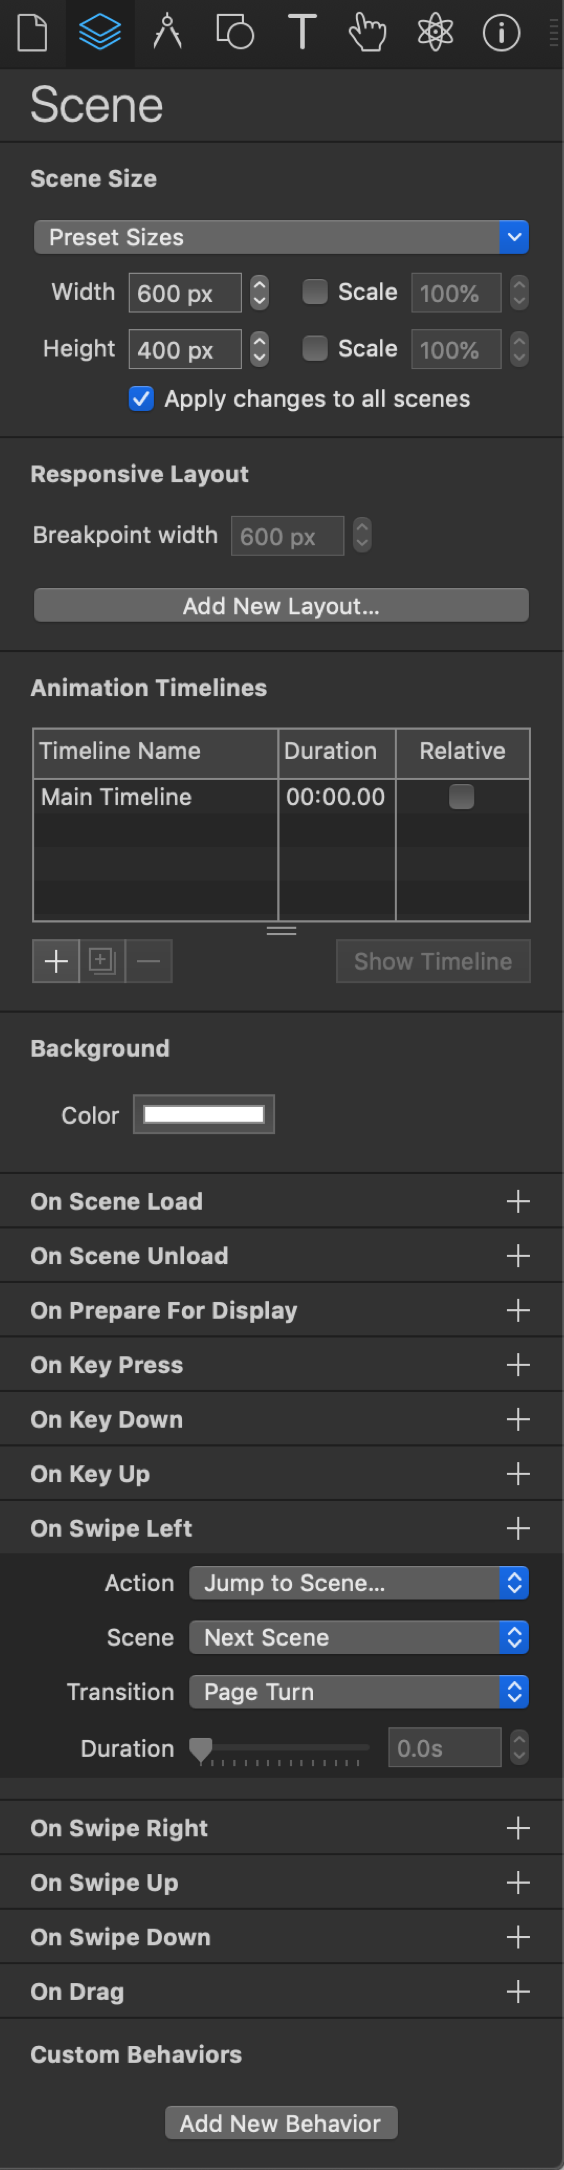 Scene
Scene Size
Preset Sizes
Width 600 px Scale 100%
Height 400 px Scale 100%
Apply changes to all scenes
Responsive Layout
Breakpoint width 600 px
Add New Layout...
Animation Timelines
Timeline Name Duration Relative
Main Timeline 00:00.00
Show Timeline
Background
Color
On Scene Load
On Scene Unload
On Prepare For Display
On Key Press
On Key Down
On Key Up
On Swipe Left
Action Jump to Scene...
Scene Next Scene
Transition Page Turn
Duration 0.0s
On Swipe Right
On Swipe Up
On Swipe Down
On Drag
Custom Behaviors
Add New Behavior